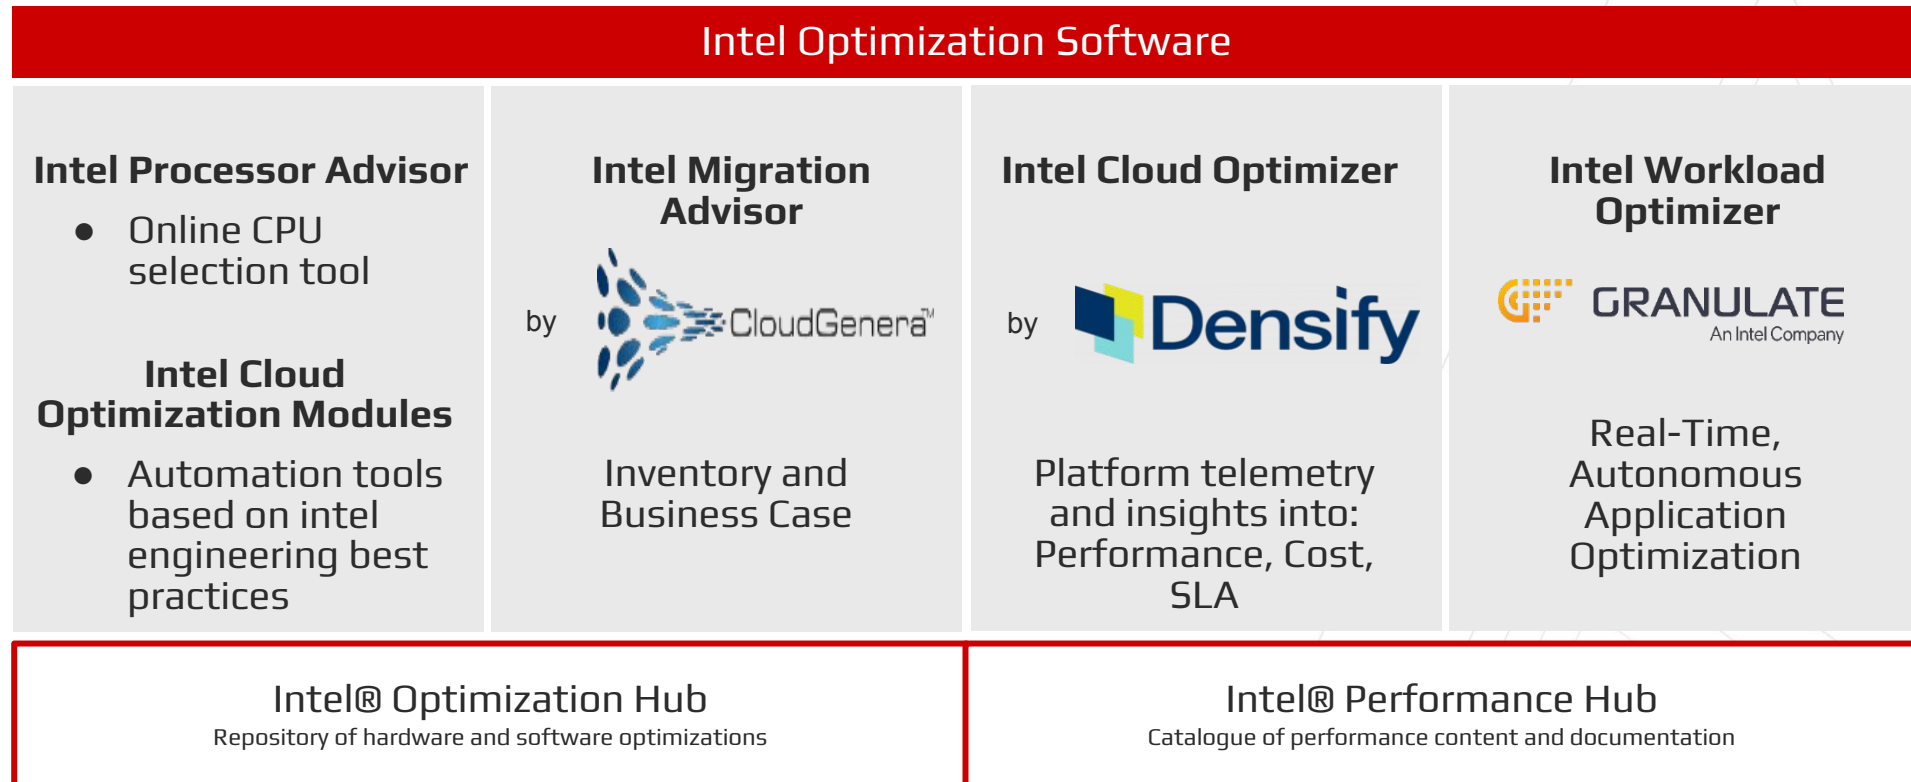 Intel Optimization Software
Intel Processor Advisor
● Online CPU
selection tool
Intel Cloud
Optimization Modules
● Automation tools
based on intel
engineering best
practices
Intel Migration
Advisor
by
CloudGenera™
Inventory and
Business Case
Intel Cloud Optimizer
by
Densify
Platform telemetry
and insights into:
Performance, Cost,
SLA
Intel Workload
Optimizer
GRANULATE
An Intel Company
Real-Time,
Autonomous
Application
Optimization
Intel® Optimization Hub
Repository of hardware and software optimizations
Intel® Performance Hub
Catalogue of performance content and documentation